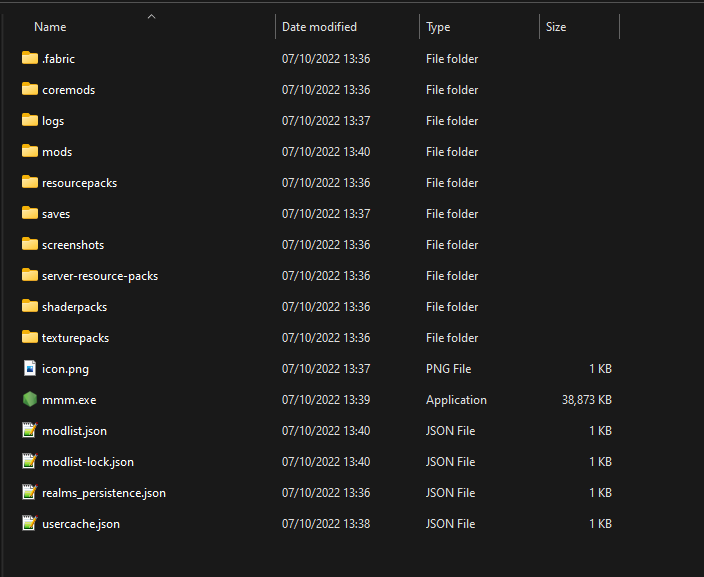 Name Date modified Type Size
.fabric 07/10/2022 13:36 File folder
coremods 07/10/2022 13:36 File folder
logs 07/10/2022 13:37 File folder
mods 07/10/2022 13:40 File folder
resourcepacks 07/10/2022 13:36 File folder
saves 07/10/2022 13:37 File folder
screenshots 07/10/2022 13:36 File folder
server-resource-packs 07/10/2022 13:36 File folder
shaderpacks 07/10/2022 13:36 File folder
texturepacks 07/10/2022 13:36 File folder
icon.png 07/10/2022 13:37 PNG File 1 KB
mmm.exe 07/10/2022 13:39 Application 38,873 KB
modlist.json 07/10/2022 13:40 JSON File 1 KB
modlist-lock.json 07/10/2022 13:40 JSON File 1 KB
realms_persistence.json 07/10/2022 13:36 JSON File 1 KB
usercache.json 07/10/2022 13:38 JSON File 1 KB